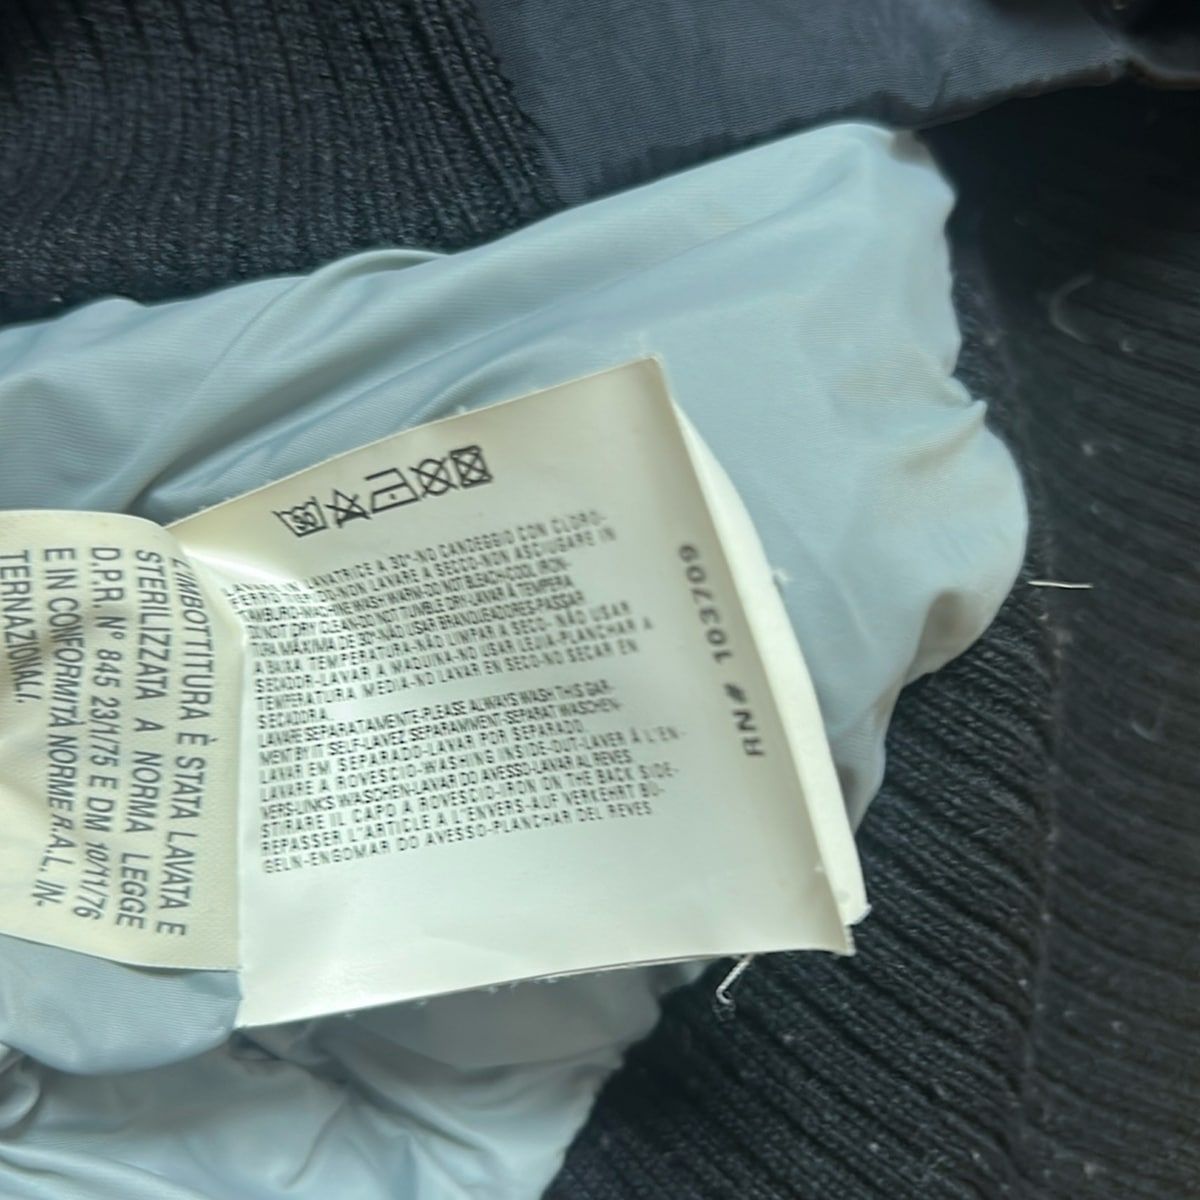 L'IMBOTTITURA È STATA LAVATA E
STERILIZZATA A NORMA LEGGE
D.P.R. N° 845 23/1/75 E DM 10/11/76
E IN CONFORMITÀ NORME R.A.L. IN-
TERNAZIONALI.
30
LAVATRICE A 30°-NO CANDEGGIO CON CLORO-
LAVARE A SECCO-NON ASCIUGARE IN
TAMBURO-MACHINE WASH WARM-DO NOT BLEACH-COOL IRON-
DO NOT DRY CLEAN-DO NOT TUMBLE DRY-LAVAR À TEMPERA
TURA MÁXIMA DE 30°-NÃO USAR BRANQUEADORES-PASSAR
A BAIXA TEMPERATURA-NÃO LIMPAR A SECO- NÃO USAR
SECADOR-LAVAR A MAQUINA-NO USAR LEJIA-PLANCHAR A
TEMPERATURA MEDIA-NO LAVAR EN SECO-NO SECAR EN
SECADORA.
LAVARE SEPARATAMENTE-PLEASE ALWAYS WASH THIS GAR-
MENT BY IT SELF-LAVEZ SEPARAMMENT-SEPARAT WASCHEN-
LAVAR EM SEPARADO-LAVAR POR SEPARADO.
LAVARE A ROVESCIO-WASHING INSIDE-OUT-LAVER À L'EN-
VERS-LINKS WASCHEN-LAVAR DO AVESSO-LAVAR AL REVES.
STIRARE IL CAPO A ROVESCIO-IRON ON THE BACK SIDE-
REPASSER L'ARTICLE A L'ENVERS-AUF VERKEHRT BÜ-
GELN-ENGOMAR DO AVESSO-PLANCHAR DEL REVES.
RN# 103709